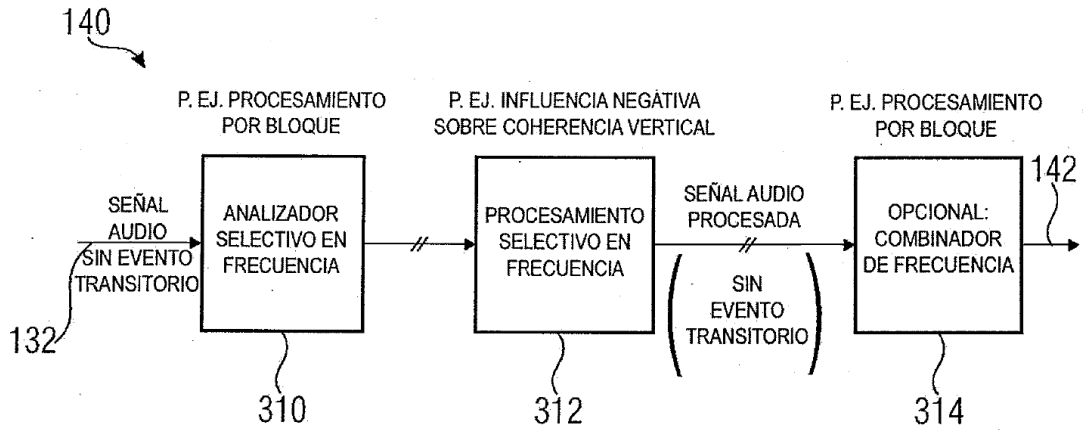 140
P. EJ. PROCESAMIENTO
POR BLOQUE
P. EJ. INFLUENCIA NEGATIVA
SOBRE COHERENCIA VERTICAL
P. EJ. PROCESAMIENTO
POR BLOQUE
SEÑAL
AUDIO
SIN EVENTO
TRANSITORIO
132
ANALIZADOR
SELECTIVO EN
FRECUENCIA
PROCESAMIENTO
SELECTIVO EN
FRECUENCIA
SEÑAL AUDIO
PROCESADA
(SIN
EVENTO
TRANSITORIO)
OPCIONAL:
COMBINADOR
DE FRECUENCIA
142
310
312
314